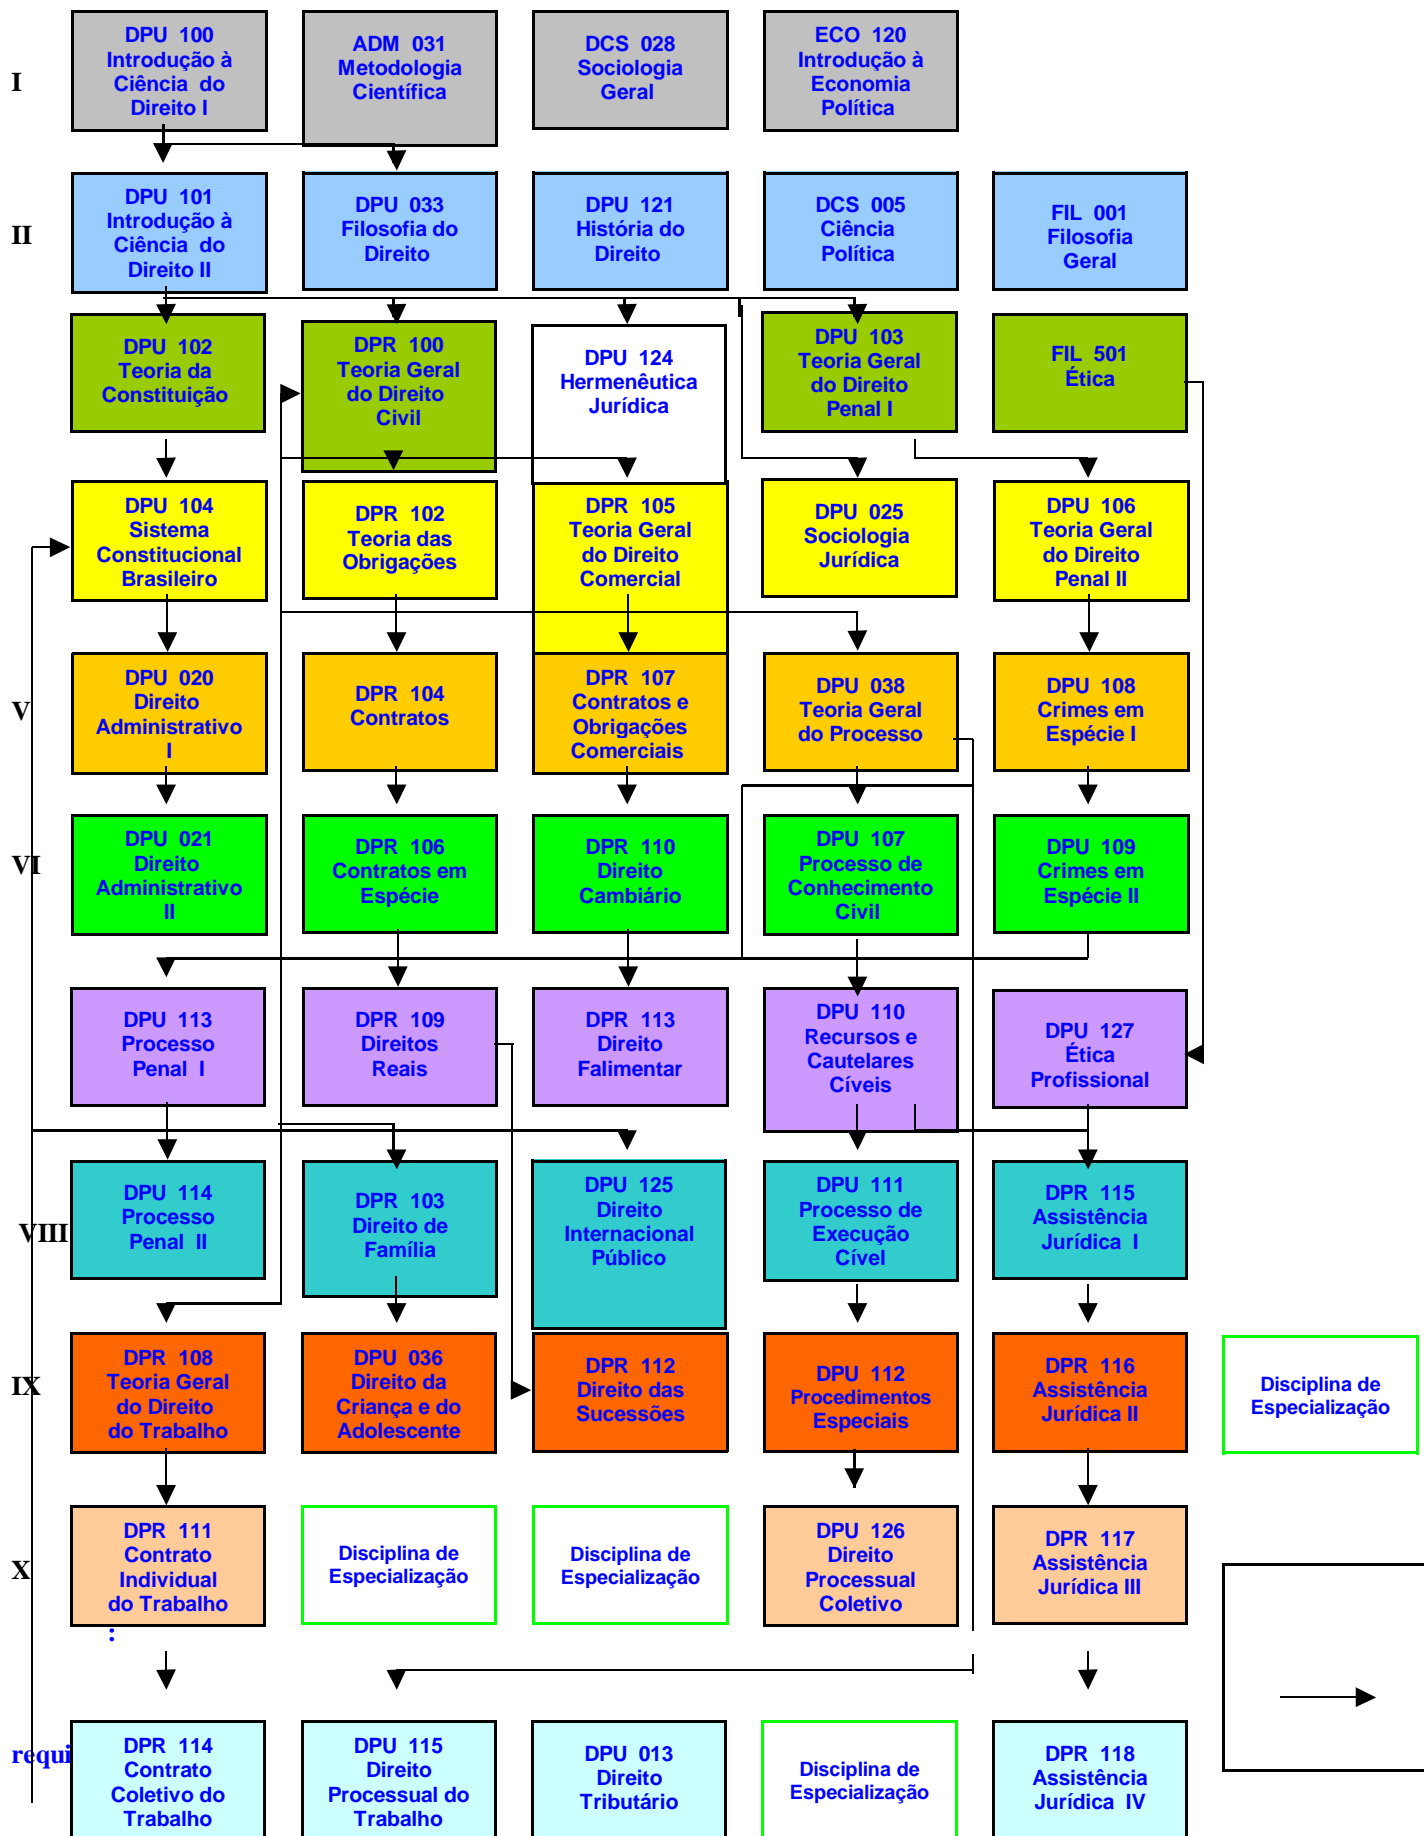 I
DPU 100
Introdução à
Ciência do
Direito I
ADM 031
Metodologia
Científica
DCS 028
Sociologia
Geral
ECO 120
Introdução à
Economia
Política
II
DPU 101
Introdução à
Ciência do
Direito II
DPU 033
Filosofia do
Direito
DPU 121
História do
Direito
DCS 005
Ciência
Política
FIL 001
Filosofia
Geral
DPU 102
Teoria da
Constituição
DPR 100
Teoria Geral
do Direito
Civil
DPU 124
Hermenêutica
Jurídica
DPU 103
Teoria Geral
do Direito
Penal I
FIL 501
Ética
DPU 104
Sistema
Constitucional
Brasileiro
DPR 102
Teoria das
Obrigações
DPR 105
Teoria Geral
do Direito
Comercial
DPU 025
Sociologia
Jurídica
DPU 106
Teoria Geral
do Direito
Penal II
V
DPU 020
Direito
Administrativo
I
DPR 104
Contratos
DPR 107
Contratos e
Obrigações
Comerciais
DPU 038
Teoria Geral
do Processo
DPU 108
Crimes em
Espécie I
VI
DPU 021
Direito
Administrativo
II
DPR 106
Contratos em
Espécie
DPR 110
Direito
Cambiário
DPU 107
Processo de
Conhecimento
Civil
DPU 109
Crimes em
Espécie II
DPU 113
Processo
Penal I
DPR 109
Direitos
Reais
DPR 113
Direito
Falimentar
DPU 110
Recursos e
Cautelares
Cíveis
DPU 127
Ética
Profissional
VIII
DPU 114
Processo
Penal II
DPR 103
Direito de
Família
DPU 125
Direito
Internacional
Público
DPU 111
Processo de
Execução
Cível
DPR 115
Assistência
Jurídica I
IX
DPR 108
Teoria Geral
do Direito
do Trabalho
DPU 036
Direito da
Criança e do
Adolescente
DPR 112
Direito das
Sucessões
DPU 112
Procedimentos
Especiais
DPR 116
Assistência
Jurídica II
Disciplina de
Especialização
X
DPR 111
Contrato
Individual
do Trabalho
:
Disciplina de
Especialização
Disciplina de
Especialização
DPU 126
Direito
Processual
Coletivo
DPR 117
Assistência
Jurídica III
requi
DPR 114
Contrato
Coletivo do
Trabalho
DPU 115
Direito
Processual do
Trabalho
DPU 013
Direito
Tributário
Disciplina de
Especialização
DPR 118
Assistência
Jurídica IV